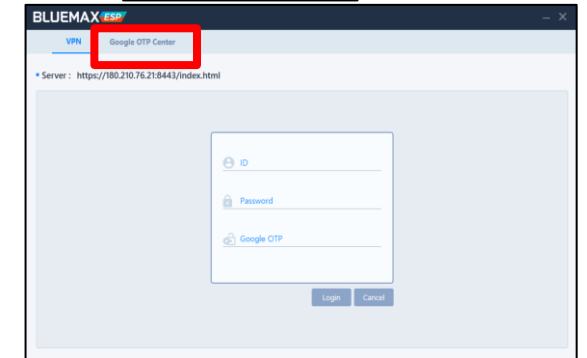 BLUEMAX ESP
VPN Google OTP Center
Server : https://180.210.76.21:8443/index.html
ID
Password
Google OTP
Login Cancel